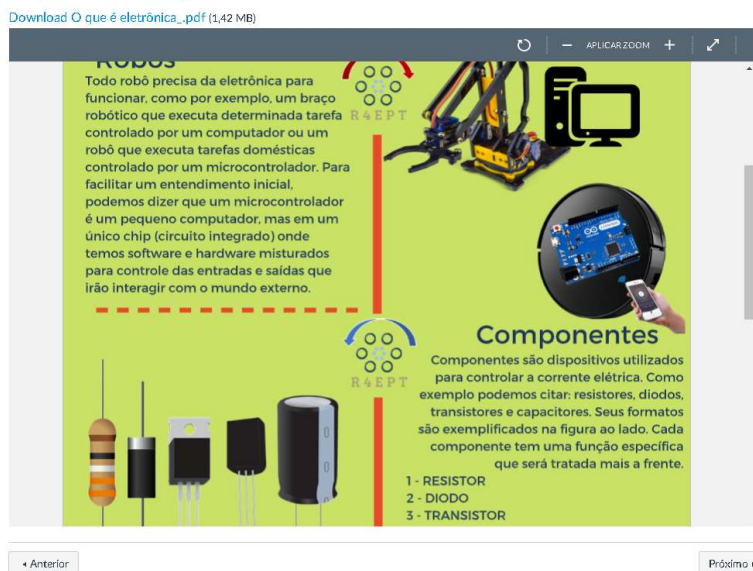 Download O que é eletrônica_.pdf (1,42 MB)
APLICAR ZOOM
Robôs
Todo robô precisa da eletrônica para
funcionar, como por exemplo, um braço
robótico que executa determinada tarefa
controlado por um computador ou um
robô que executa tarefas domésticas
controlado por um microcontrolador. Para
facilitar um entendimento inicial,
podemos dizer que um microcontrolador
é um pequeno computador, mas em um
único chip (circuito integrado) onde
temos software e hardware misturados
para controle das entradas e saídas que
irão interagir com o mundo externo.
R4EPT
R4EPT
Componentes
Componentes são dispositivos utilizados
para controlar a corrente elétrica. Como
exemplo podemos citar: resistores, diodos,
transistores e capacitores. Seus formatos
são exemplificados na figura ao lado. Cada
componente tem uma função específica
que será tratada mais a frente.
1 - RESISTOR
2 - DIODO
3 - TRANSISTOR
Anterior
Próximo